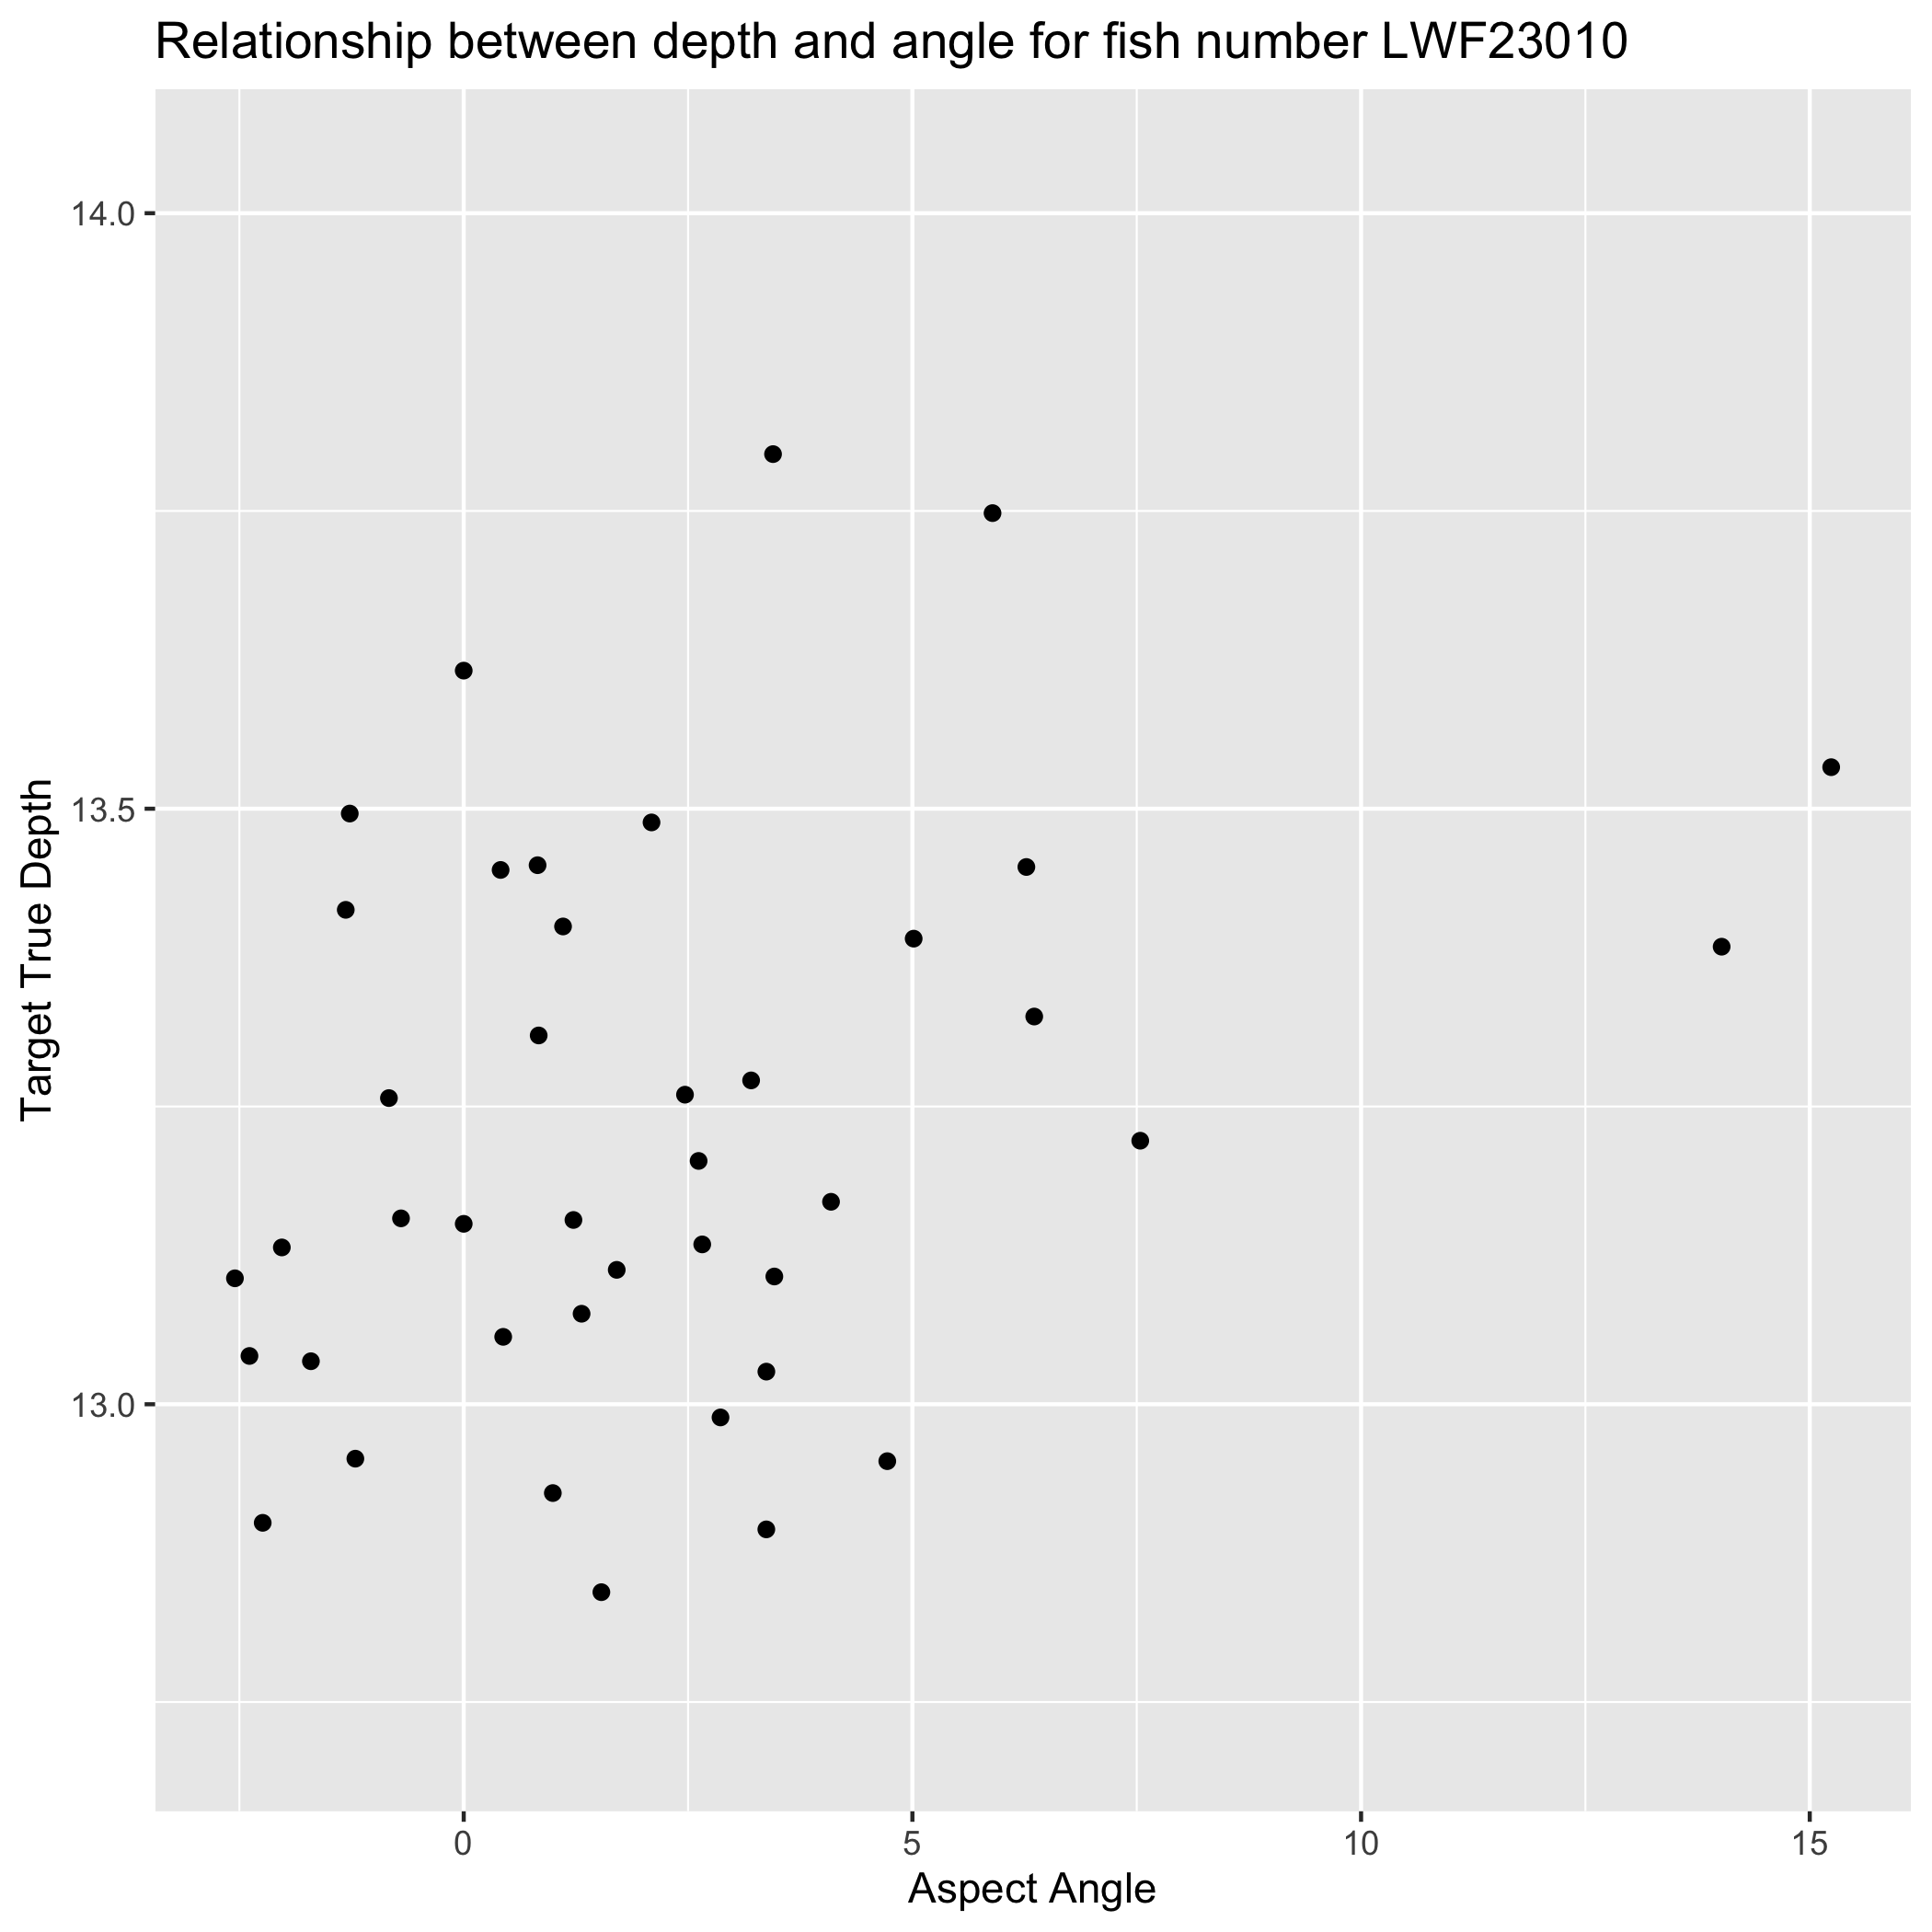 Relationship between depth and angle for fish number LWF23010
14.0
13.5
13.0
Target True Depth
0
5
10
15
Aspect Angle